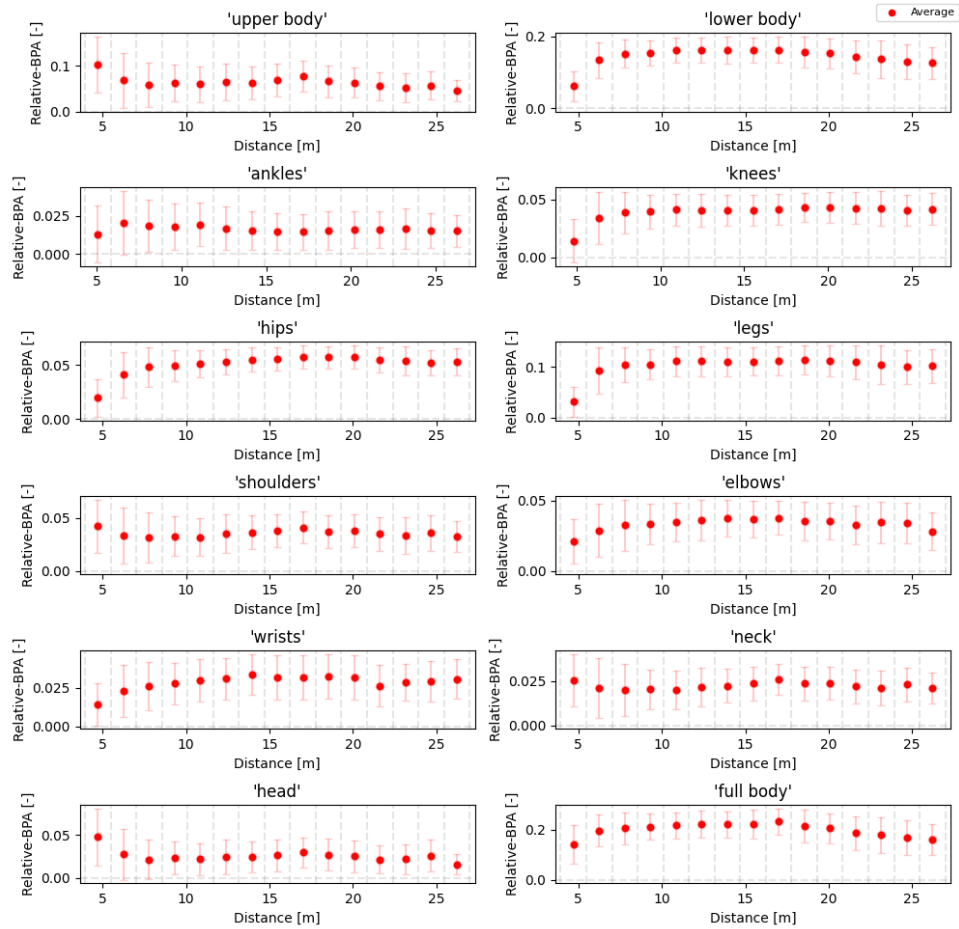 'upper body'
Relative-BPA [-]
0.1
0.0
5 10 15 20 25
Distance [m]
'lower body'
Average
Relative-BPA [-]
0.2
0.0
5 10 15 20 25
Distance [m]
'ankles'
Relative-BPA [-]
0.025
0.000
5 10 15 20 25
Distance [m]
'knees'
Relative-BPA [-]
0.05
0.00
5 10 15 20 25
Distance [m]
'hips'
Relative-BPA [-]
0.05
0.00
5 10 15 20 25
Distance [m]
'legs'
Relative-BPA [-]
0.1
0.0
5 10 15 20 25
Distance [m]
'shoulders'
Relative-BPA [-]
0.05
0.00
5 10 15 20 25
Distance [m]
'elbows'
Relative-BPA [-]
0.05
0.00
5 10 15 20 25
Distance [m]
'wrists'
Relative-BPA [-]
0.025
0.000
5 10 15 20 25
Distance [m]
'neck'
Relative-BPA [-]
0.025
0.000
5 10 15 20 25
Distance [m]
'head'
Relative-BPA [-]
0.05
0.00
5 10 15 20 25
Distance [m]
'full body'
Relative-BPA [-]
0.2
0.0
5 10 15 20 25
Distance [m]